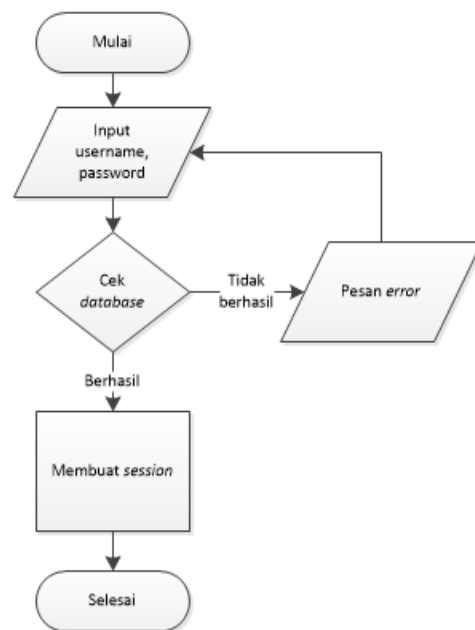 Mulai
Input
username,
password
Cek
database
Tidak
berhasil
Pesan error
Berhasil
Membuat session
Selesai